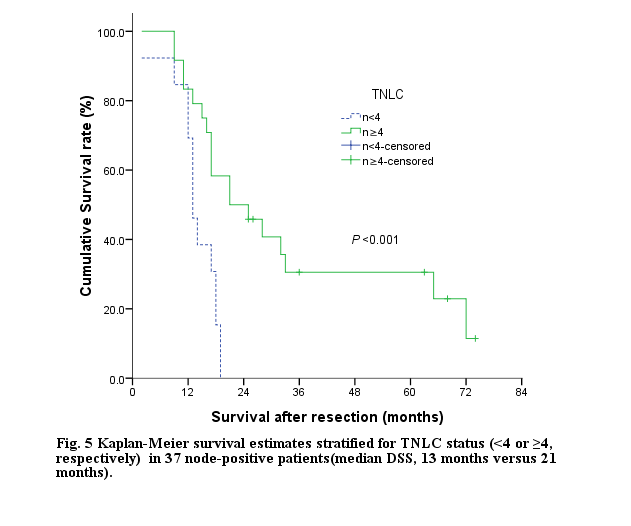 100.0
80.0
60.0
40.0
20.0
0.0
Cumulative Survival rate (%)
TNLC
n<4
n≥4
n<4-censored
n≥4-censored
P <0.001
0 12 24 36 48 60 72 84
Survival after resection (months)
Fig. 5 Kaplan-Meier survival estimates stratified for TNLC status (<4 or ≥4,
respectively) in 37 node-positive patients(median DSS, 13 months versus 21
months).